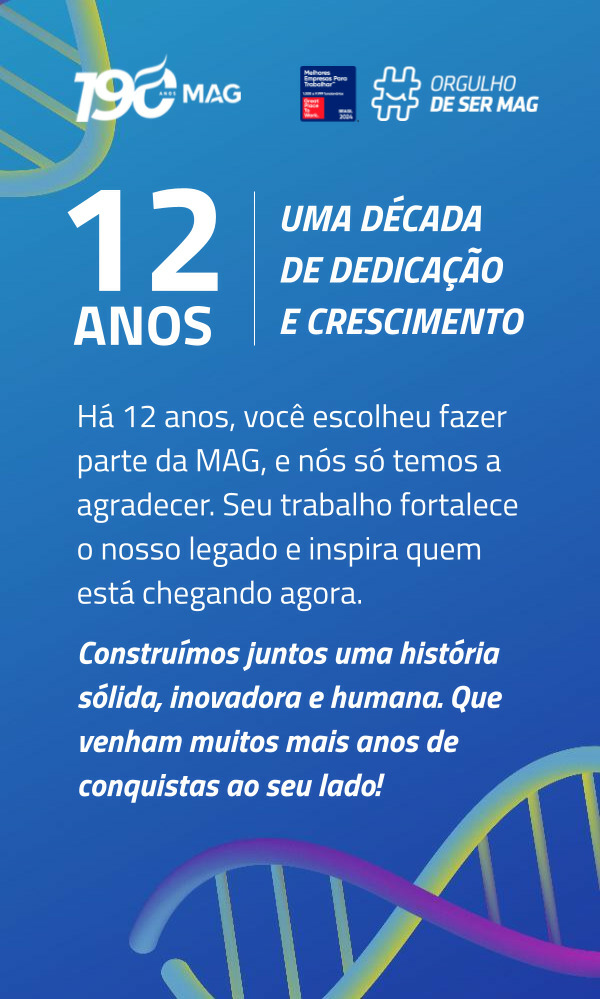 190 ANOS MAG
Melhores
Empresas Para
Trabalhar™
Great
Place
To
Work.
BRASIL
2024
ORGULHO
DE SER MAG
12
ANOS
UMA DÉCADA
DE DEDICAÇÃO
E CRESCIMENTO
Há 12 anos, você escolheu fazer
parte da MAG, e nós só temos a
agradecer. Seu trabalho fortalece
o nosso legado e inspira quem
está chegando agora.
Construímos juntos uma história
sólida, inovadora e humana. Que
venham muitos mais anos de
conquistas ao seu lado!